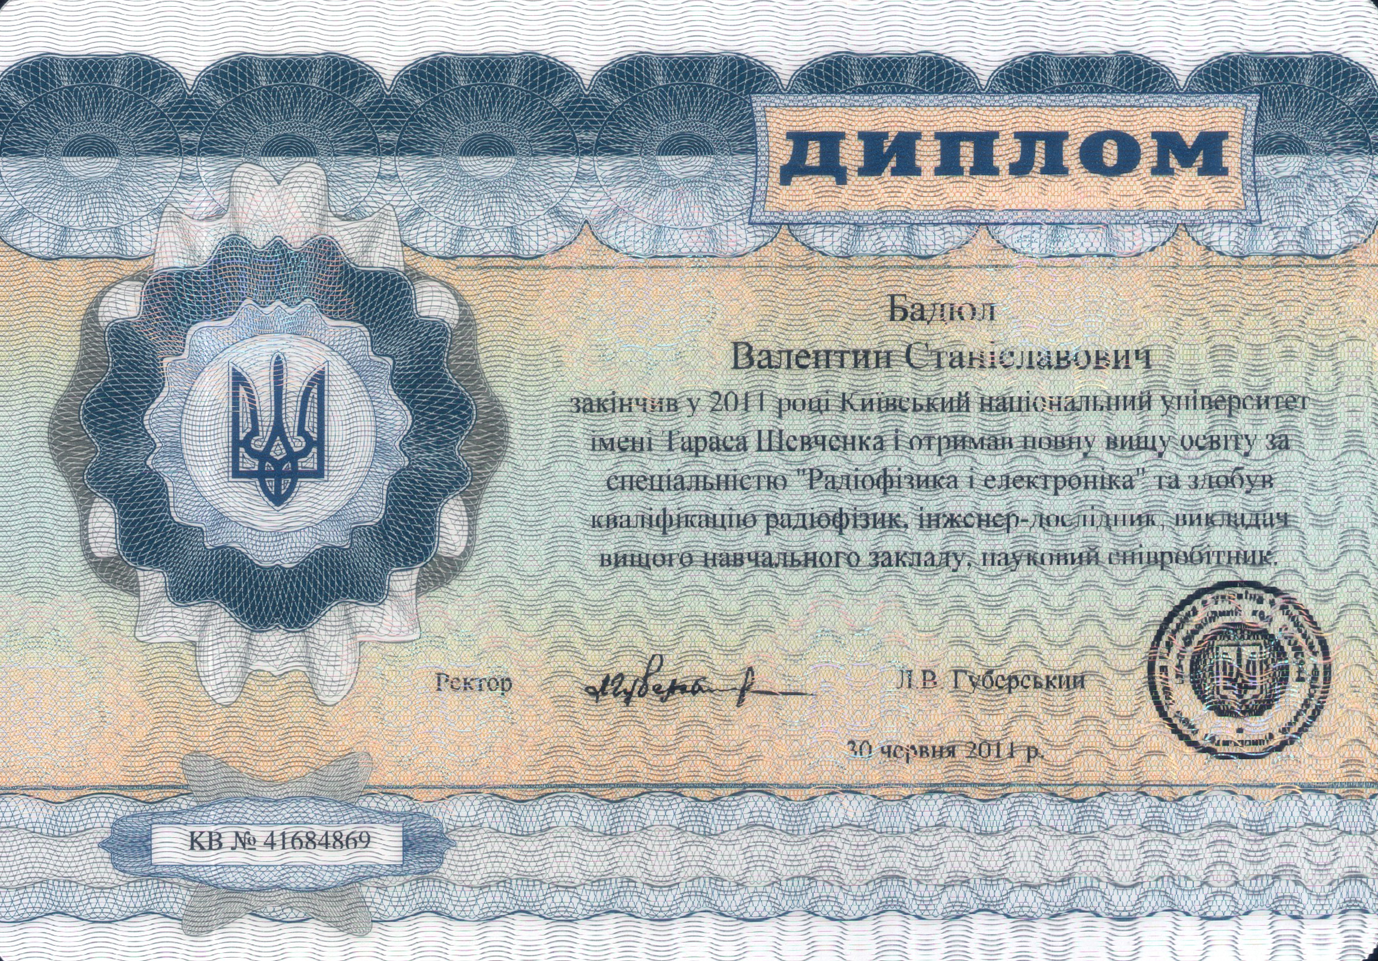 ДИПЛОМ
Бадюл
Валентин Станіславович
закінчив у 2011 році Київський національний університет
імені Тараса Шевченка і отримав повну вищу освіту за
спеціальністю "Радіофізика і електроніка" та здобув
кваліфікацію радіофізик, інженер-дослідник, викладач
вищого навчального закладу, науковий співробітник.
Ректор
Л.В. Губерський
30 червня 2011 р.
КВ № 41684869